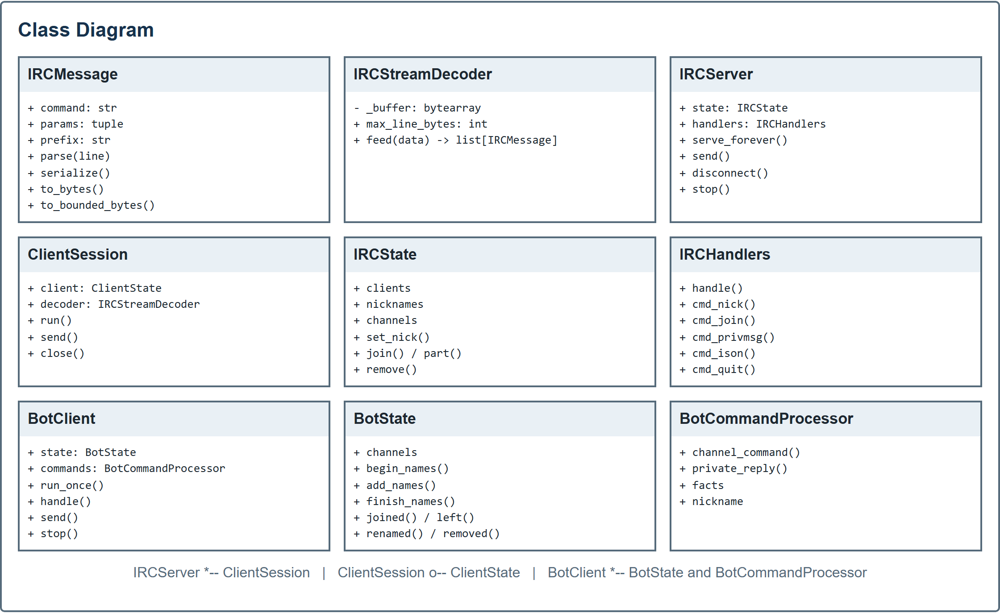 Class Diagram
IRCMessage
+ command: str
+ params: tuple
+ prefix: str
+ parse(line)
+ serialize()
+ to_bytes()
+ to_bounded_bytes()
IRCStreamDecoder
- _buffer: bytearray
+ max_line_bytes: int
+ feed(data) -> list[IRCMessage]
IRCServer
+ state: IRCState
+ handlers: IRCHandlers
+ serve_forever()
+ send()
+ disconnect()
+ stop()
ClientSession
+ client: ClientState
+ decoder: IRCStreamDecoder
+ run()
+ send()
+ close()
IRCState
+ clients
+ nicknames
+ channels
+ set_nick()
+ join() / part()
+ remove()
IRCHandlers
+ handle()
+ cmd_nick()
+ cmd_join()
+ cmd_privmsg()
+ cmd_ison()
+ cmd_quit()
BotClient
+ state: BotState
+ commands: BotCommandProcessor
+ run_once()
+ handle()
+ send()
+ stop()
BotState
+ channels
+ begin_names()
+ add_names()
+ finish_names()
+ joined() / left()
+ renamed() / removed()
BotCommandProcessor
+ channel_command()
+ private_reply()
+ facts
+ nickname
IRCServer *-- ClientSession | ClientSession o-- ClientState | BotClient *-- BotState and BotCommandProcessor